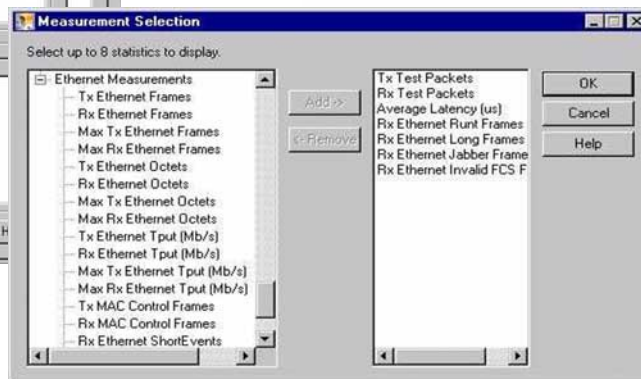 Measurement Selection
Select up to 8 statistics to display.
Ethernet Measurements
Tx Ethernet Frames
Rx Ethernet Frames
Max Tx Ethernet Frames
Max Rx Ethernet Frames
Tx Ethernet Octets
Rx Ethernet Octets
Max Tx Ethernet Octets
Max Rx Ethernet Octets
Tx Ethernet Tput (Mb/s)
Rx Ethernet Tput (Mb/s)
Max Tx Ethernet Tput (Mb/s)
Max Rx Ethernet Tput (Mb/s)
Tx MAC Control Frames
Rx MAC Control Frames
Rx Ethernet ShortEvents
Add ->
<- Remove
Tx Test Packets
Rx Test Packets
Average Latency (us)
Rx Ethernet Runt Frames
Rx Ethernet Long Frames
Rx Ethernet Jabber Frame
Rx Ethernet Invalid FCS F
OK
Cancel
Help
H